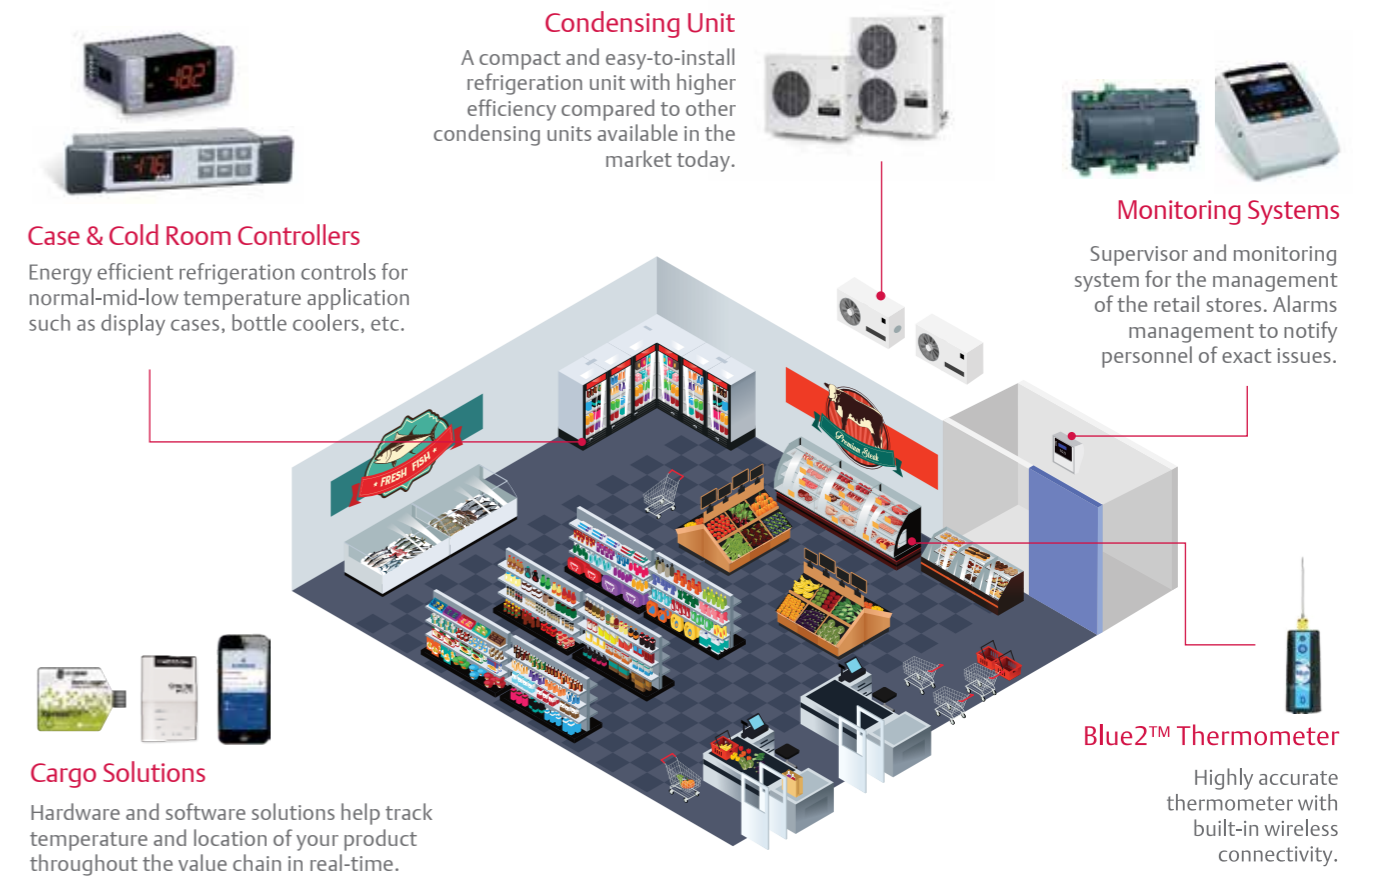 Condensing Unit
A compact and easy-to-install
refrigeration unit with higher
efficiency compared to other
condensing units available in the
market today.
-18.2
-17.6
Case & Cold Room Controllers
Energy efficient refrigeration controls for
normal-mid-low temperature application
such as display cases, bottle coolers, etc.
Monitoring Systems
Supervisor and monitoring
system for the management
of the retail stores. Alarms
management to notify
personnel of exact issues.
FRESH FISH
Premium Steak
Cargo Solutions
Hardware and software solutions help track
temperature and location of your product
throughout the value chain in real-time.
Blue2™ Thermometer
Highly accurate
thermometer with
built-in wireless
connectivity.